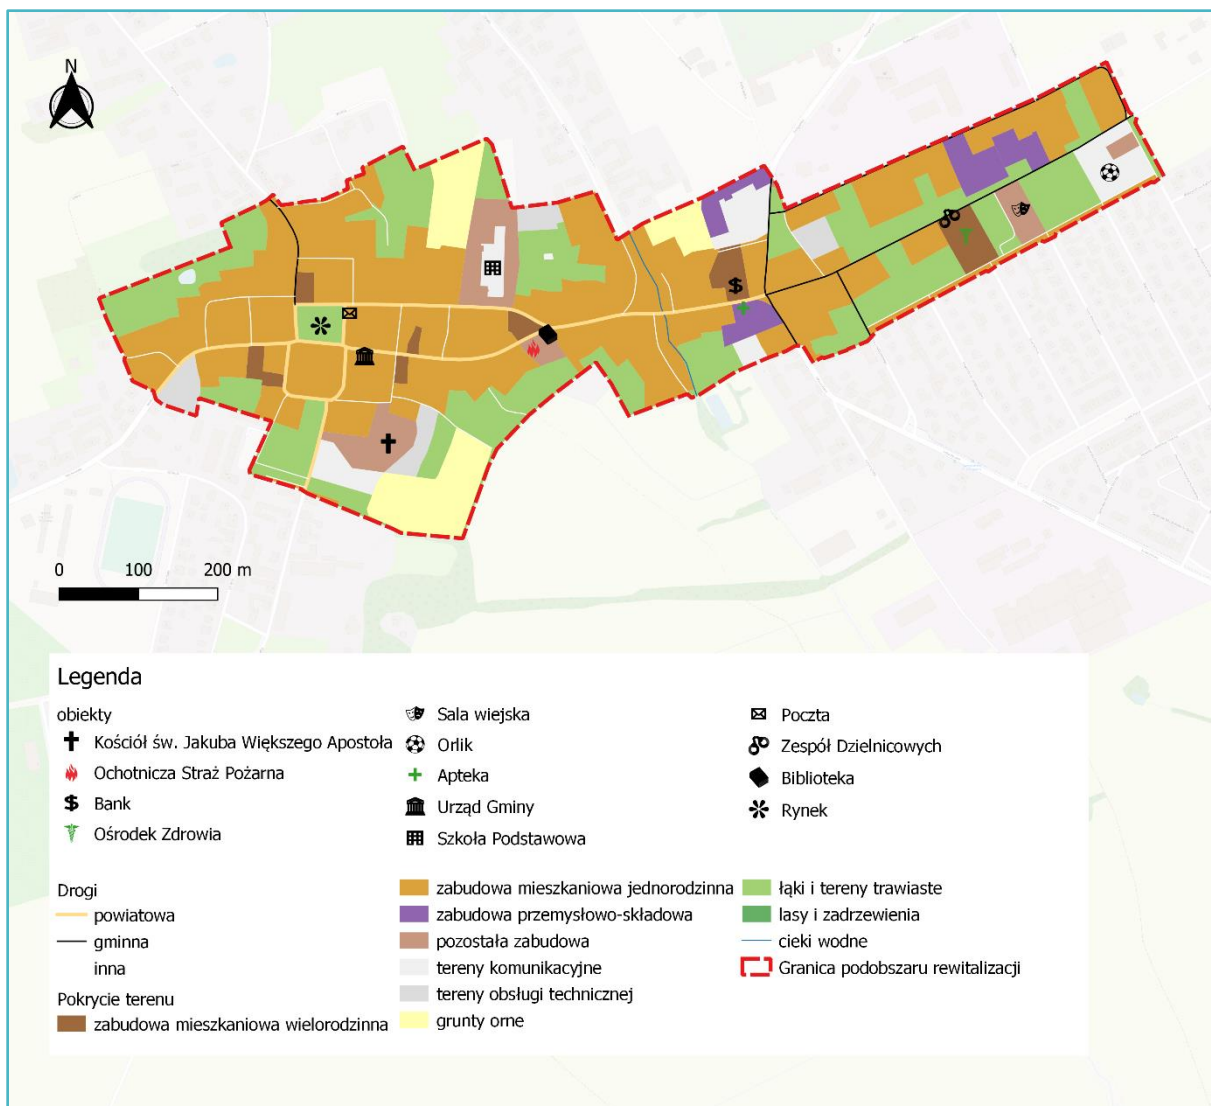 N
0 100 200 m
Legenda
obiekty
Kościół św. Jakuba Większego Apostoła
Ochotnicza Straż Pożarna
Bank
Ośrodek Zdrowia
Sala wiejska
Orlik
Apteka
Urząd Gminy
Szkoła Podstawowa
Poczta
Zespół Dzielnicowych
Biblioteka
Rynek
Drogi
powiatowa
gminna
inna
Pokrycie terenu
zabudowa mieszkaniowa wielorodzinna
zabudowa mieszkaniowa jednorodzinna
zabudowa przemysłowo-składowa
pozostała zabudowa
tereny komunikacyjne
tereny obsługi technicznej
grunty orne
łąki i tereny trawiaste
lasy i zadrzewienia
cieki wodne
Granica podobszaru rewitalizacji